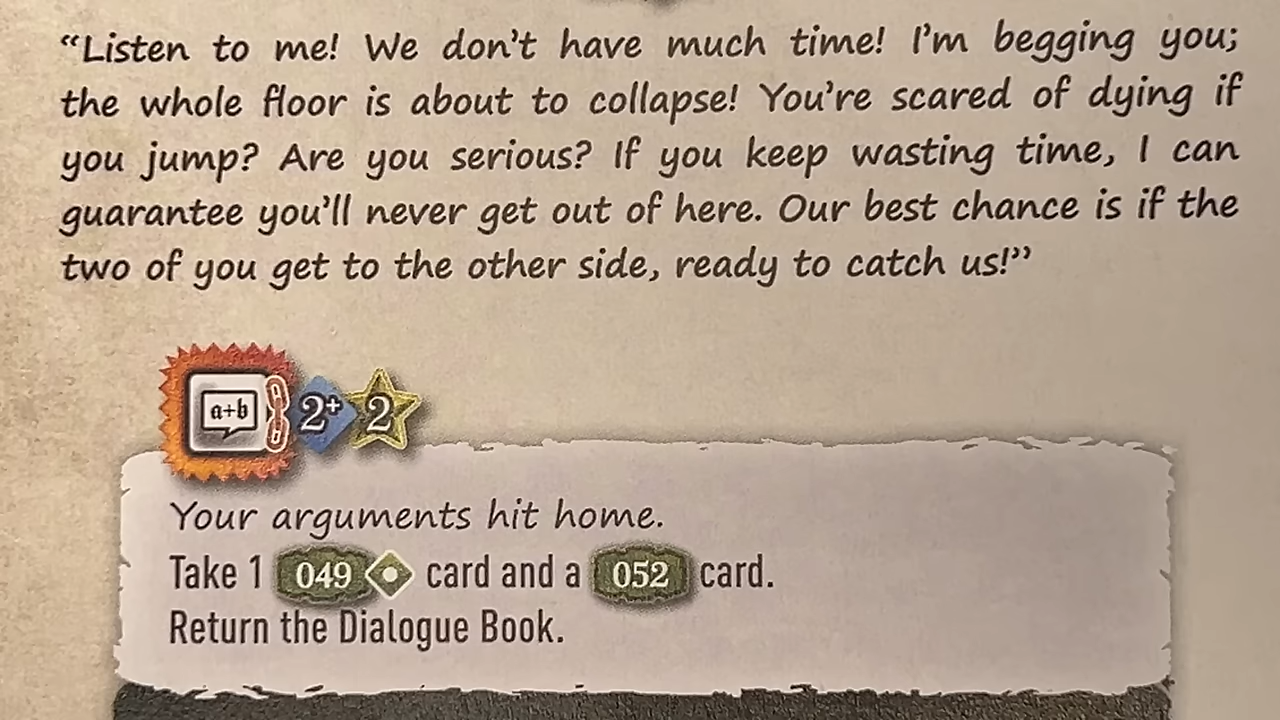 “Listen to me! We don’t have much time! I’m begging you;
the whole floor is about to collapse! You’re scared of dying if
you jump? Are you serious? If you keep wasting time, I can
guarantee you’ll never get out of here. Our best chance is if the
two of you get to the other side, ready to catch us!”
a+b 2+ 2
Your arguments hit home.
Take 1 049 card and a 052 card.
Return the Dialogue Book.